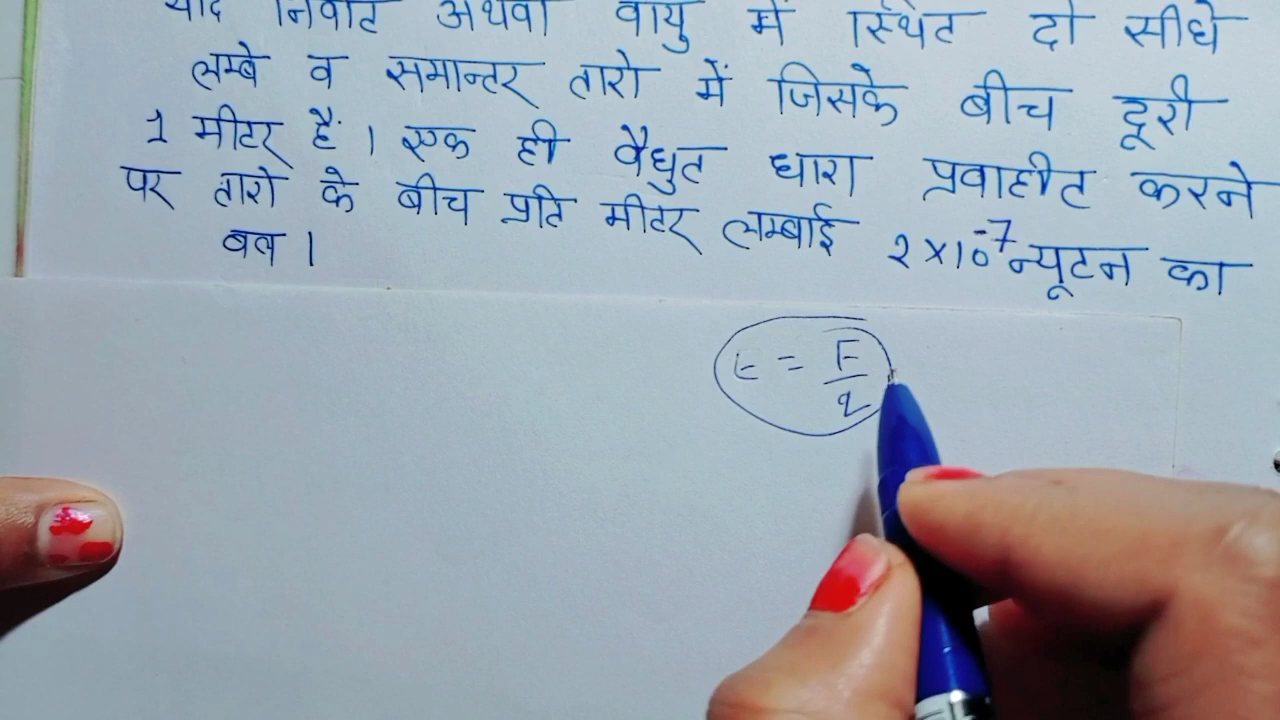 यदि निर्वाट अथवा वायु में स्थिट दो सीधे
लम्बे व समान्टर तारो में जिसके बीच दूरी
1 मीटर हैं । एक ही वैधुट धारा प्रवाहीट करने
पर तारो के बीच प्रति मीटर लम्बाई 2×10⁻⁷ न्यूटन का
बल ।
E = F/q